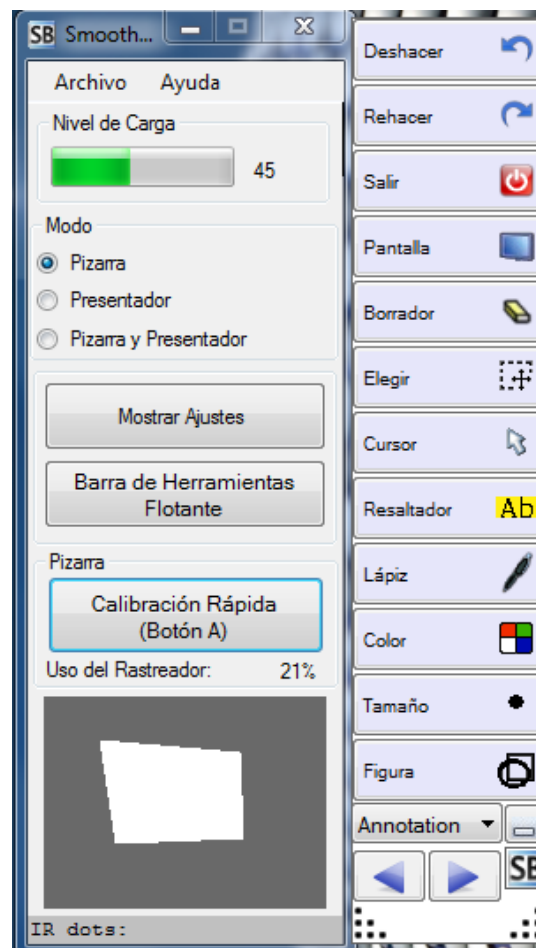 SB Smooth...
Archivo Ayuda
Nivel de Carga
45
Modo
Pizarra
Presentador
Pizarra y Presentador
Mostrar Ajustes
Barra de Herramientas
Flotante
Pizarra
Calibración Rápida
(Botón A)
Uso del Rastreador: 21%
IR dots:
Deshacer
Rehacer
Salir
Pantalla
Borrador
Elegir
Cursor
Resaltador Ab
Lápiz
Color
Tamaño
Figura
Annotation
SB